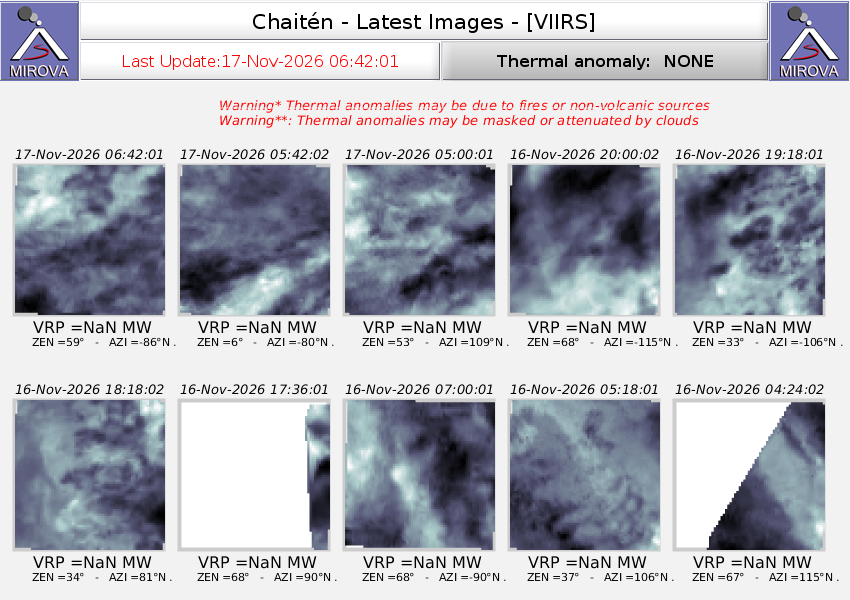 Chaitén - Latest Images - [VIIRS]
MIROVA
Last Update:17-Nov-2026 06:42:01
Thermal anomaly: NONE
MIROVA
Warning* Thermal anomalies may be due to fires or non-volcanic sources
Warning**: Thermal anomalies may be masked or attenuated by clouds
17-Nov-2026 06:42:01 17-Nov-2026 05:42:02 17-Nov-2026 05:00:01 16-Nov-2026 20:00:02 16-Nov-2026 19:18:01
VRP =NaN MW VRP =NaN MW VRP =NaN MW VRP =NaN MW VRP =NaN MW
ZEN =59° - AZI =-86°N . ZEN =6° - AZI =-80°N . ZEN =53° - AZI =109°N . ZEN =68° - AZI =-115°N . ZEN =33° - AZI =-106°N .
16-Nov-2026 18:18:02 16-Nov-2026 17:36:01 16-Nov-2026 07:00:01 16-Nov-2026 05:18:01 16-Nov-2026 04:24:02
VRP =NaN MW VRP =NaN MW VRP =NaN MW VRP =NaN MW VRP =NaN MW
ZEN =34° - AZI =81°N . ZEN =68° - AZI =90°N . ZEN =68° - AZI =-90°N . ZEN =37° - AZI =106°N . ZEN =67° - AZI =115°N .